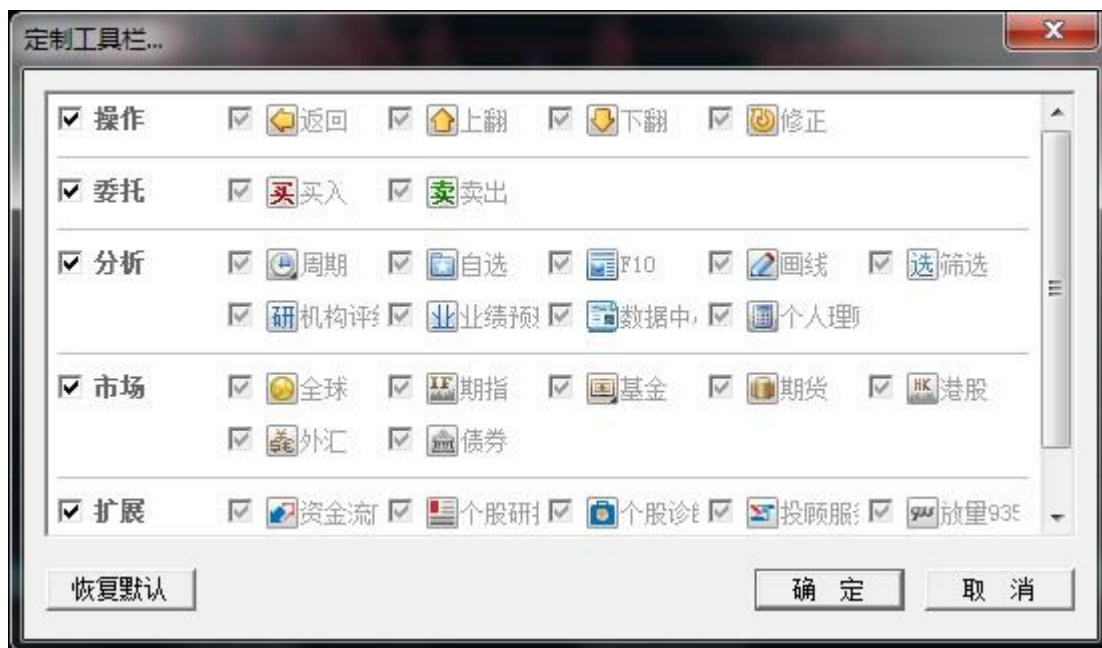 定制工具栏...
操作 返回 上翻 下翻 修正
委托 买 买入 卖 卖出
分析 周期 自选 F10 画线 选 筛选
研 机构评 业 业绩预 数据中 个人理
市场 全球 IF 期指 基金 期货 HK 港股
¥ $€ 外汇 债券
扩展 资金流 个股研 个股诊 投顾服 放量935
恢复默认 确 定 取 消